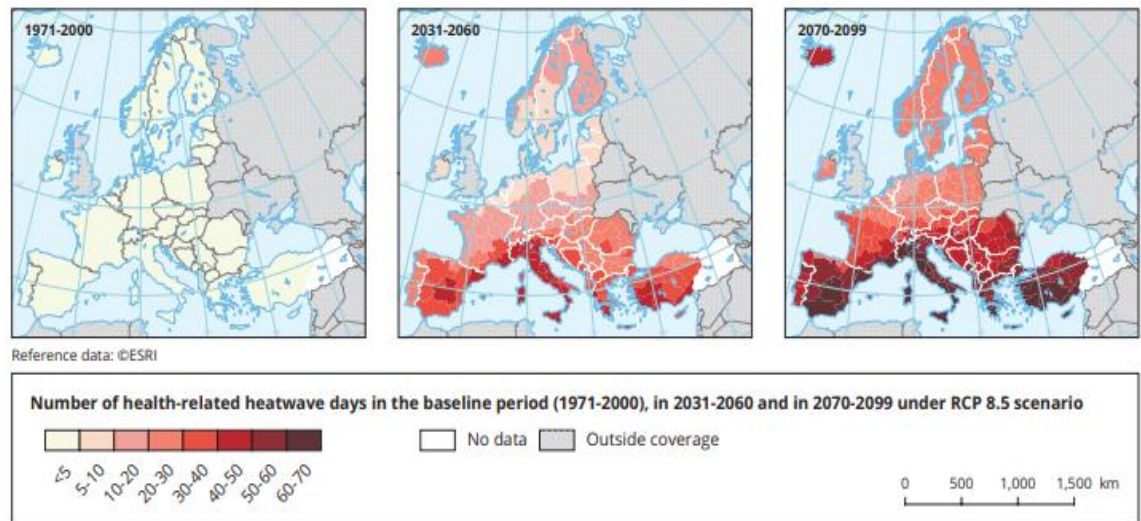 1971-2000
2031-2060
2070-2099
Reference data: ©ESRI
Number of health-related heatwave days in the baseline period (1971-2000), in 2031-2060 and in 2070-2099 under RCP 8.5 scenario
<5
5-10
10-20
20-30
30-40
40-50
50-60
60-70
No data
Outside coverage
0 500 1,000 1,500 km